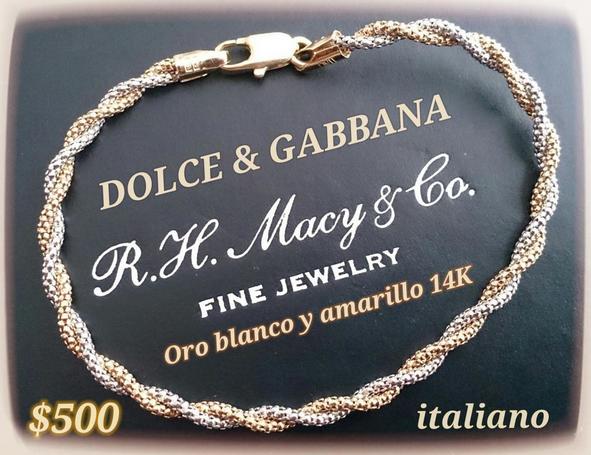 DOLCE & GABBANA
R.H. Macy & Co.
FINE JEWELRY
Oro blanco y amarillo 14K
$500
italiano